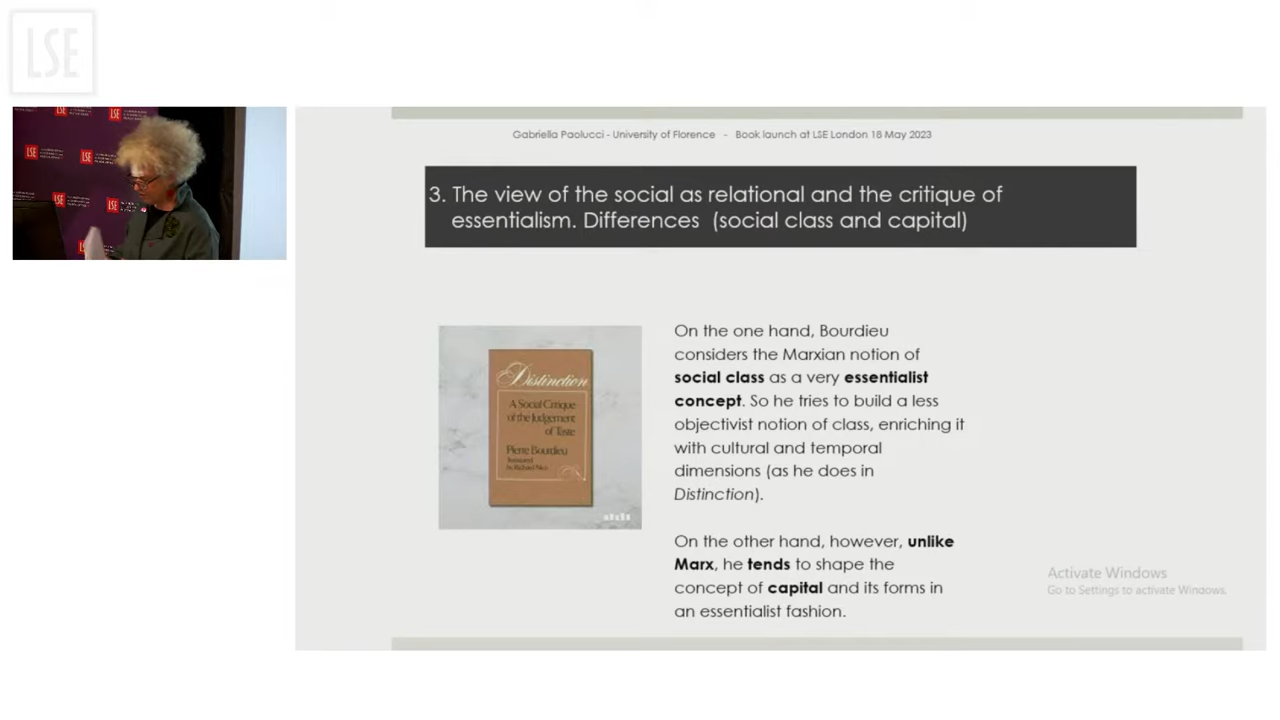 LSE
LSE
LSE
LSE
LSE
LSE
LSE
Gabriella Paolucci - University of Florence - Book launch at LSE London 18 May 2023
3. The view of the social as relational and the critique of
essentialism. Differences (social class and capital)
Distinction
A Social Critique
of the Judgement
of Taste
Pierre Bourdieu
Translated
by Richard Nice
On the one hand, Bourdieu
considers the Marxian notion of
social class as a very essentialist
concept. So he tries to build a less
objectivist notion of class, enriching it
with cultural and temporal
dimensions (as he does in
Distinction).
On the other hand, however, unlike
Marx, he tends to shape the
concept of capital and its forms in
an essentialist fashion.
Activate Windows
Go to Settings to activate Windows.